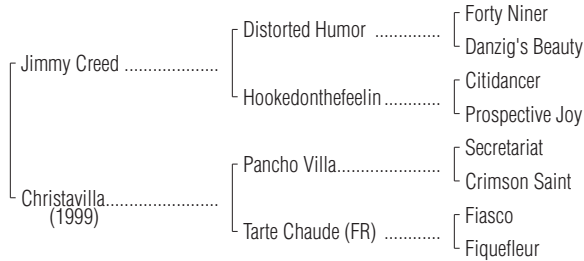 Forty Niner
Distorted Humor ..............
Danzig's Beauty
Jimmy Creed ....................
Citidancer
Hookedonthefeelin ............
Prospective Joy
Secretariat
Pancho Villa......................
Crimson Saint
Christavilla........................
(1999)
Fiasco
Tarte Chaude (FR) ............
Fiquefleur